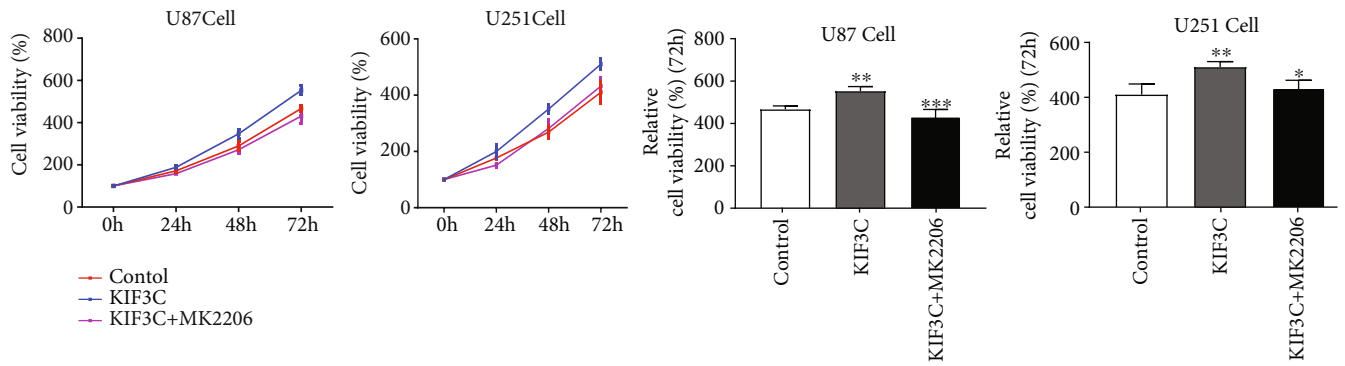 U87Cell
Cell viability (%)
800
600
400
200
0
0h 24h 48h 72h
U251Cell
Cell viability (%)
600
400
200
0
0h 24h 48h 72h
Contol
KIF3C
KIF3C+MK2206
U87 Cell
Relative
cell viability (%) (72h)
800
600
400
200
0
**
***
Control
KIF3C
KIF3C+MK2206
U251 Cell
Relative
cell viability (%) (72h)
600
400
200
0
**
*
Control
KIF3C
KIF3C+MK2206